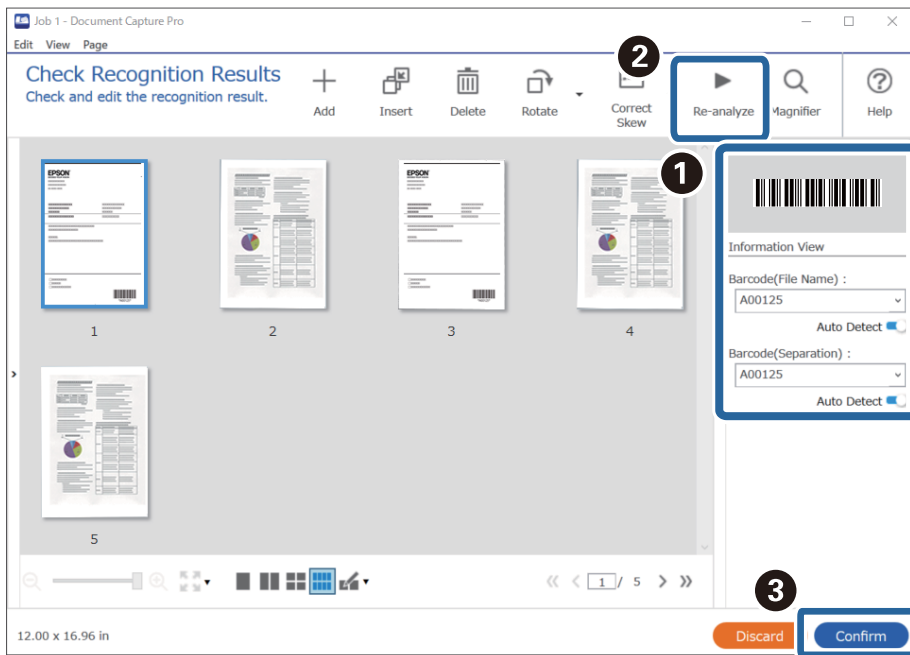 Job 1 - Document Capture Pro
Edit View Page
Check Recognition Results
Check and edit the recognition result.
Add
Insert
Delete
Rotate
Correct Skew
Re-analyze
Magnifier
Help
2
1
EPSON
EPSON
1
2
3
4
5
Information View
Barcode(File Name) :
A00125
Auto Detect
Barcode(Separation) :
A00125
Auto Detect
1 / 5
3
12.00 x 16.96 in
Discard
Confirm